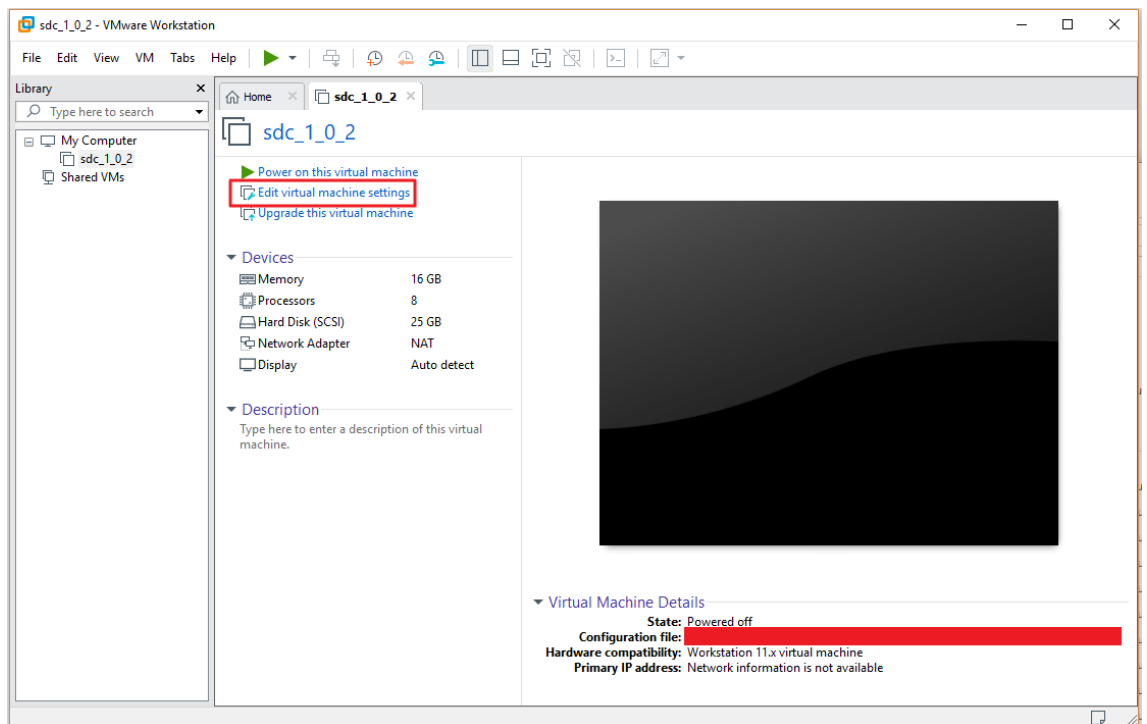 sdc_1_0_2 - VMware Workstation
File Edit View VM Tabs Help
Library
Type here to search
My Computer
sdc_1_0_2
Shared VMs
Home
sdc_1_0_2
sdc_1_0_2
Power on this virtual machine
Edit virtual machine settings
Upgrade this virtual machine
Devices
Memory 16 GB
Processors 8
Hard Disk (SCSI) 25 GB
Network Adapter NAT
Display Auto detect
Description
Type here to enter a description of this virtual
machine.
Virtual Machine Details
State: Powered off
Configuration file:
Hardware compatibility: Workstation 11.x virtual machine
Primary IP address: Network information is not available